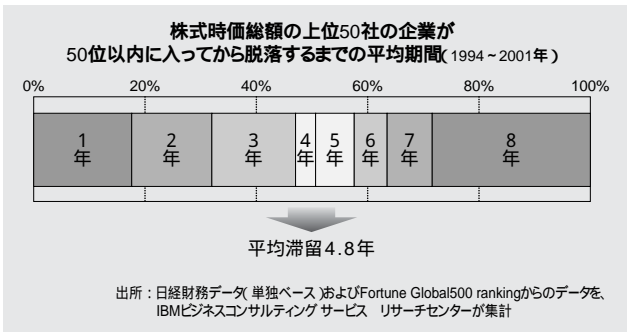 株式時価総額の上位50社の企業が
50位以内に入ってから脱落するまでの平均期間(1994~2001年)
0% 20% 40% 60% 80% 100%
1年 2年 3年 4年 5年 6年 7年 8年
平均滞留4.8年
出所:日経財務データ(単独ベース)およびFortune Global500 rankingからのデータを、
IBMビジネスコンサルティング サービス リサーチセンターが集計